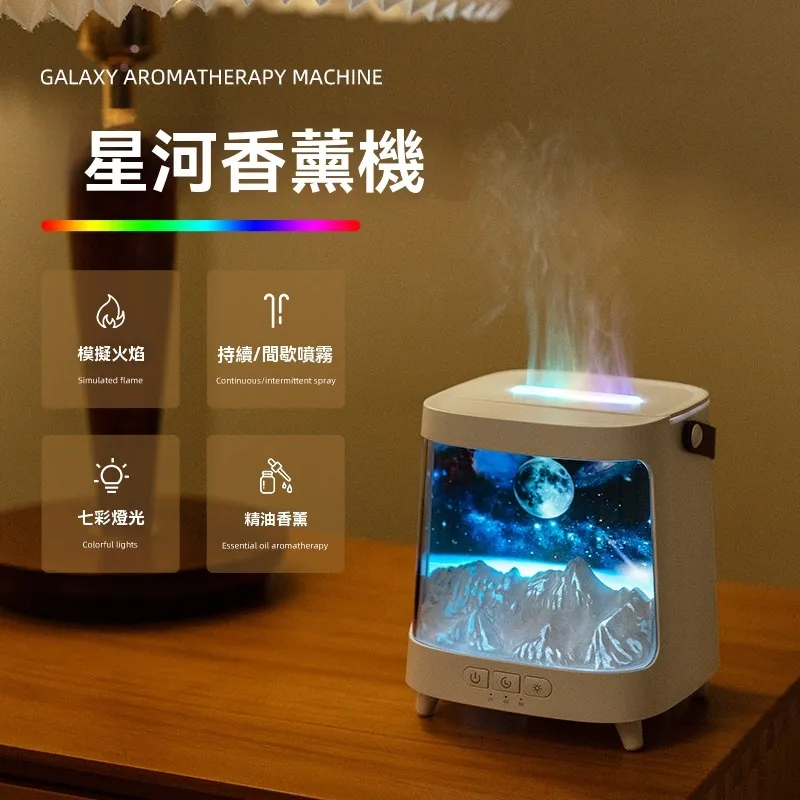 GALAXY AROMATHERAPY MACHINE
星河香薰機
模擬火焰
Simulated flame
持續/間歇噴霧
Continuous/intermittent spray
七彩燈光
Colorful lights
精油香薰
Essential oil aromatherapy